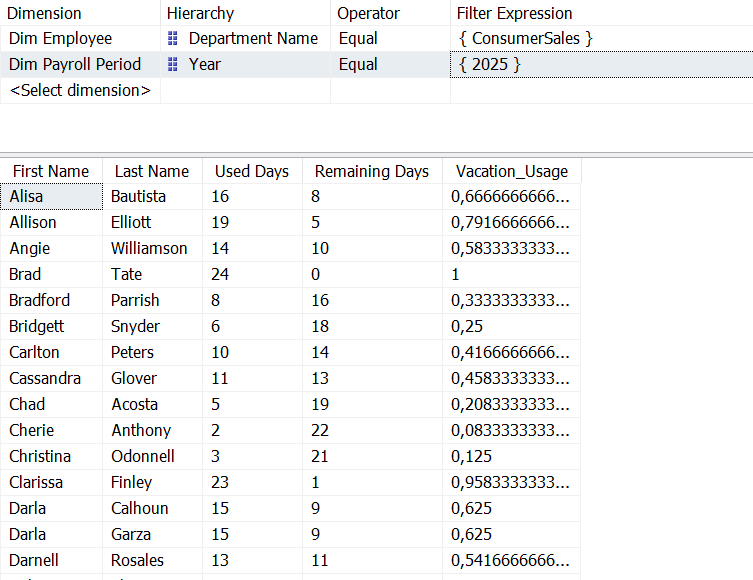 Dimension Hierarchy Operator Filter Expression
Dim Employee Department Name Equal { ConsumerSales }
Dim Payroll Period Year Equal { 2025 }
<Select dimension>
First Name Last Name Used Days Remaining Days Vacation_Usage
Alisa Bautista 16 8 0,6666666666...
Allison Elliott 19 5 0,7916666666...
Angie Williamson 14 10 0,5833333333...
Brad Tate 24 0 1
Bradford Parrish 8 16 0,3333333333...
Bridgett Snyder 6 18 0,25
Carlton Peters 10 14 0,4166666666...
Cassandra Glover 11 13 0,4583333333...
Chad Acosta 5 19 0,2083333333...
Cherie Anthony 2 22 0,0833333333...
Christina Odonnell 3 21 0,125
Clarissa Finley 23 1 0,9583333333...
Darla Calhoun 15 9 0,625
Darla Garza 15 9 0,625
Darnell Rosales 13 11 0,5416666666...